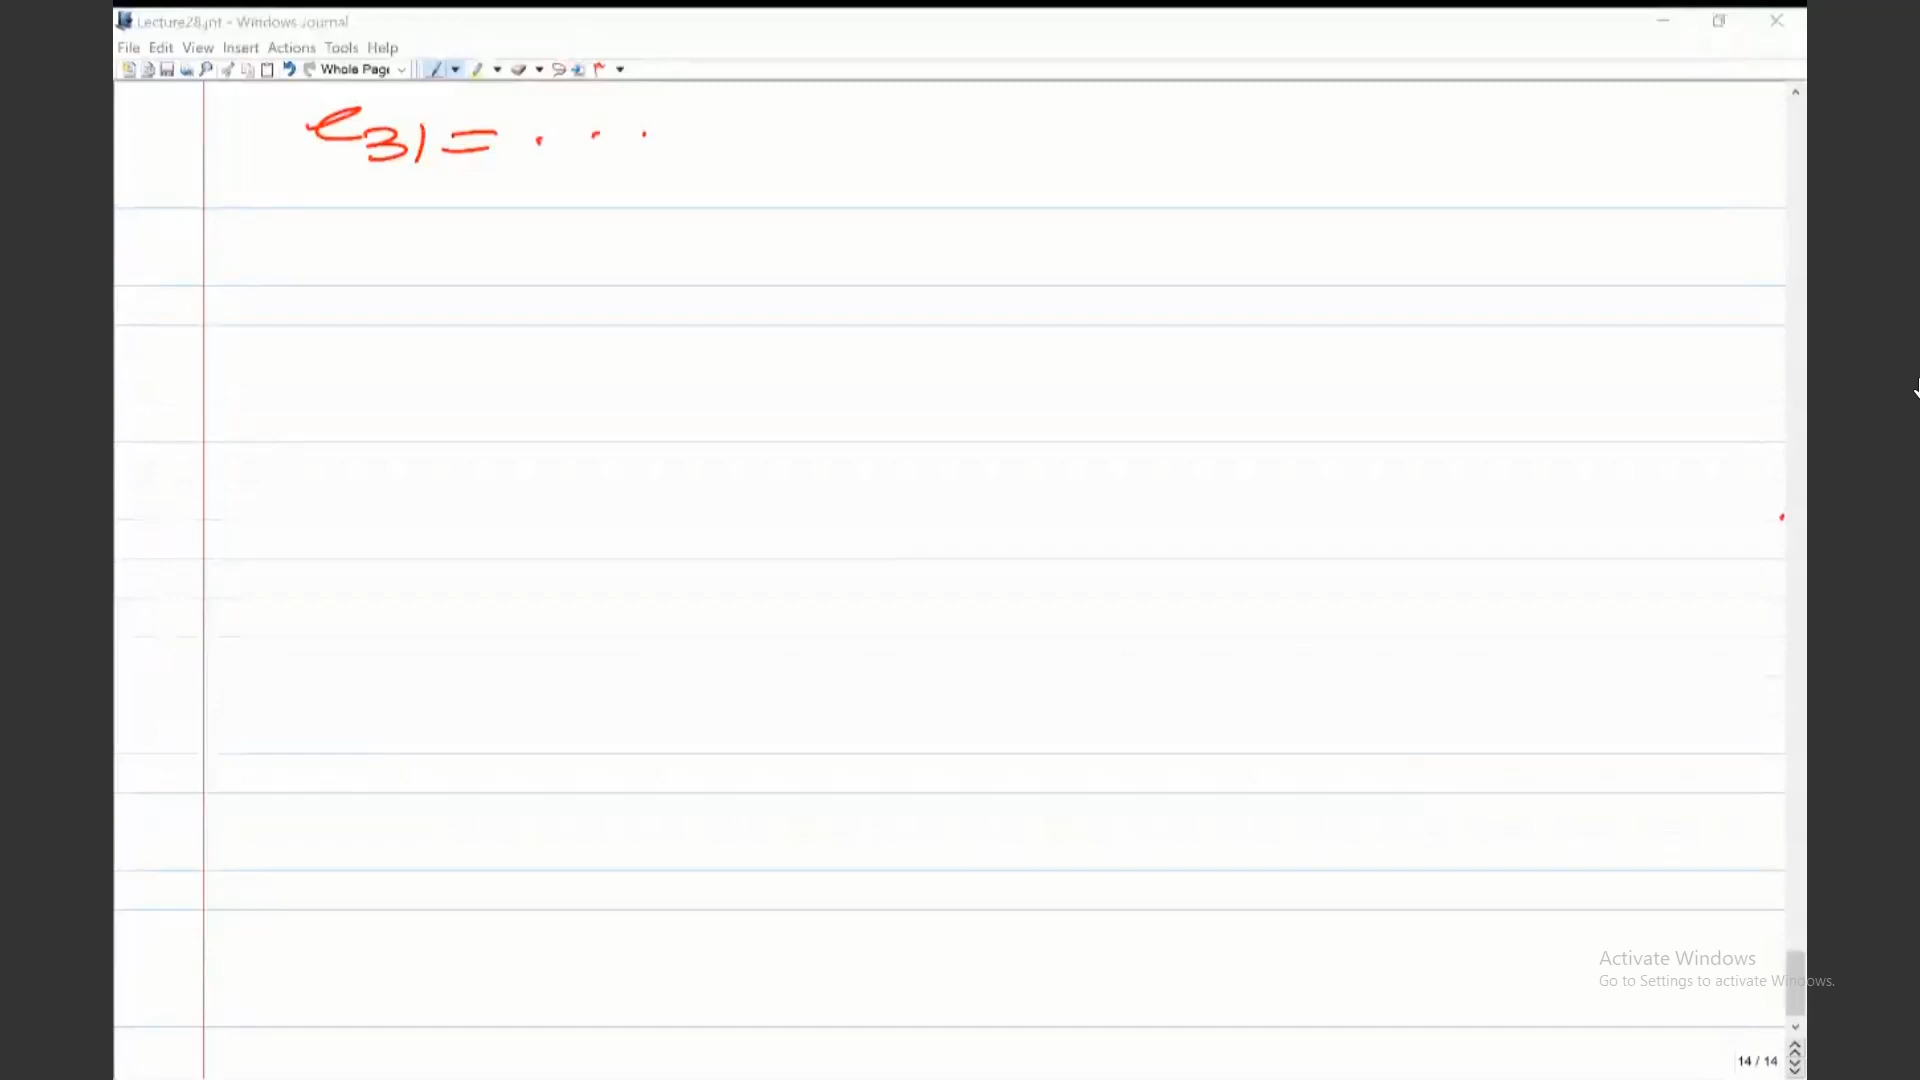 Lecture28.jnt - Windows Journal
File Edit View Insert Actions Tools Help
Whole Page
e31 = . . .
Activate Windows
Go to Settings to activate Windows.
14 / 14